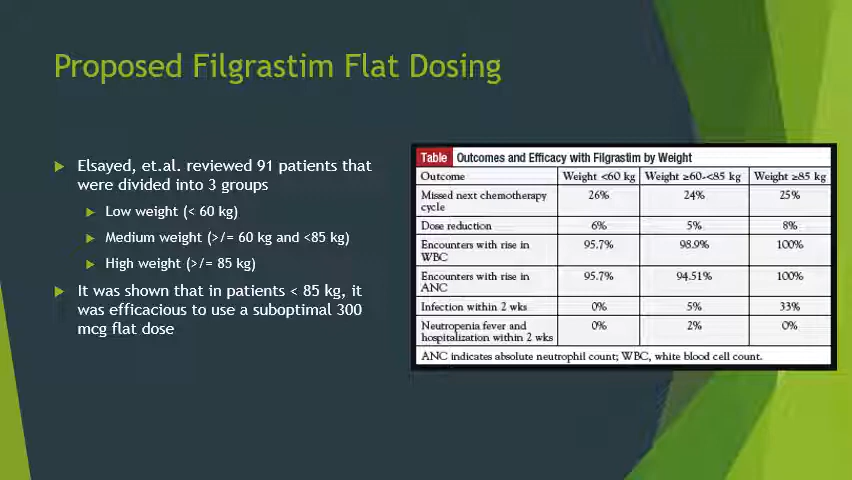 Proposed Filgrastim Flat Dosing
Elsayed, et.al. reviewed 91 patients that
were divided into 3 groups
Low weight (< 60 kg)
Medium weight (>/= 60 kg and <85 kg)
High weight (>/= 85 kg)
It was shown that in patients < 85 kg, it
was efficacious to use a suboptimal 300
mcg flat dose
Table Outcomes and Efficacy with Filgrastim by Weight
Outcome Weight <60 kg Weight ≥60-<85 kg Weight ≥85 kg
Missed next chemotherapy 26% 24% 25%
cycle
Dose reduction 6% 5% 8%
Encounters with rise in 95.7% 98.9% 100%
WBC
Encounters with rise in 95.7% 94.51% 100%
ANC
Infection within 2 wks 0% 5% 33%
Neutropenia fever and 0% 2% 0%
hospitalization within 2 wks
ANC indicates absolute neutrophil count; WBC, white blood cell count.